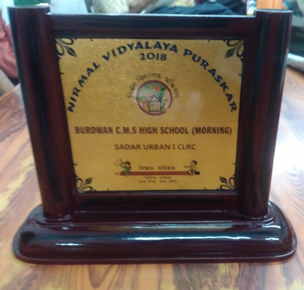 NIRMAL VIDYALAYA PURASKAR
2018
BURDWAN C.M.S HIGH SCHOOL (MORNING)
SADAR URBAN I CLRC